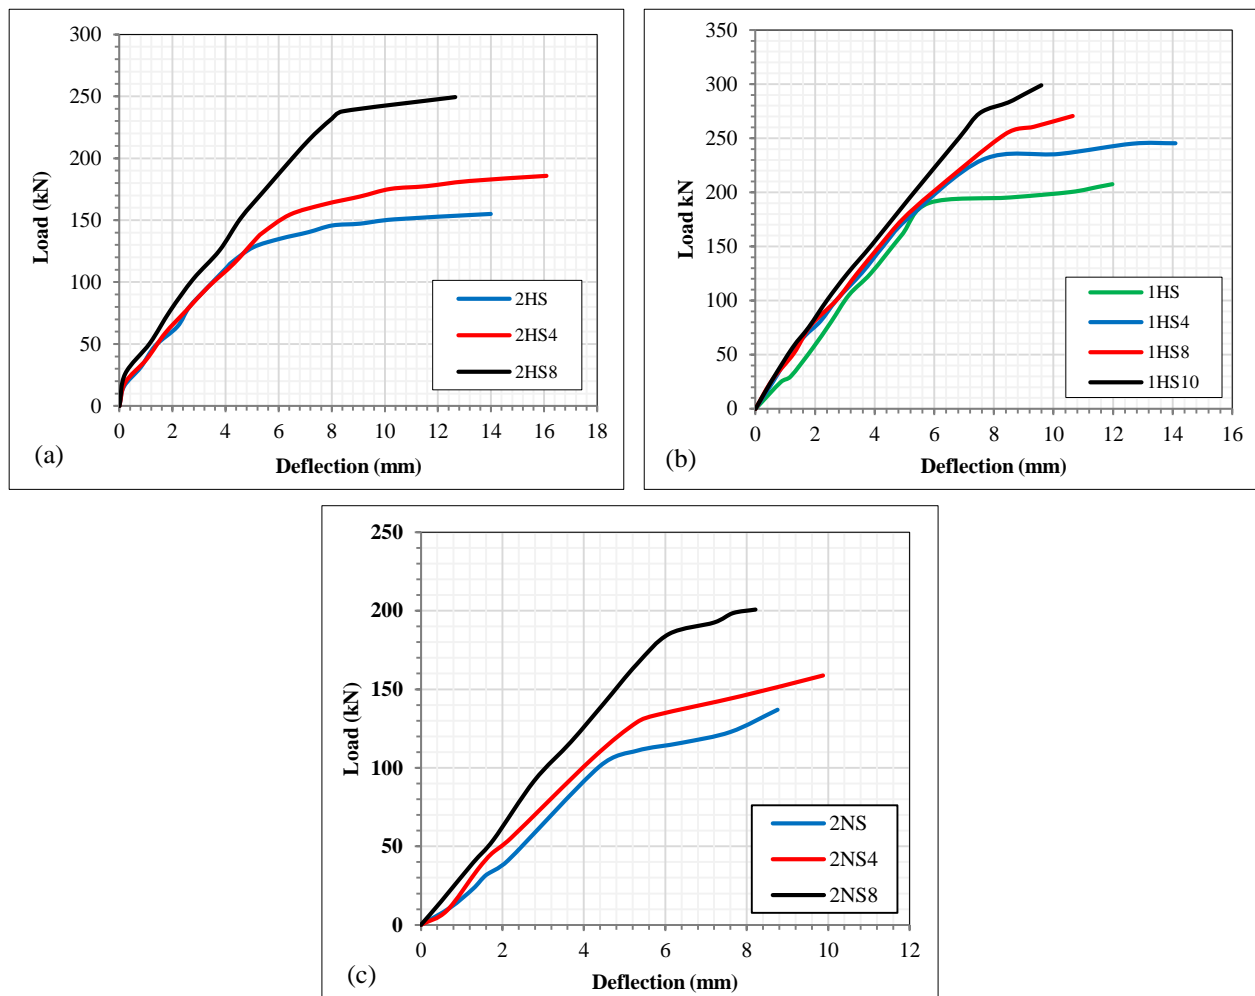 300
250
200
150
100
50
0
Load (kN)
2HS
2HS4
2HS8
0 2 4 6 8 10 12 14 16 18
Deflection (mm)
(a)
350
300
250
200
150
100
50
0
Load kN
1HS
1HS4
1HS8
1HS10
0 2 4 6 8 10 12 14 16
Deflection (mm)
(b)
250
200
150
100
50
0
Load (kN)
2NS
2NS4
2NS8
0 2 4 6 8 10 12
Deflection (mm)
(c)